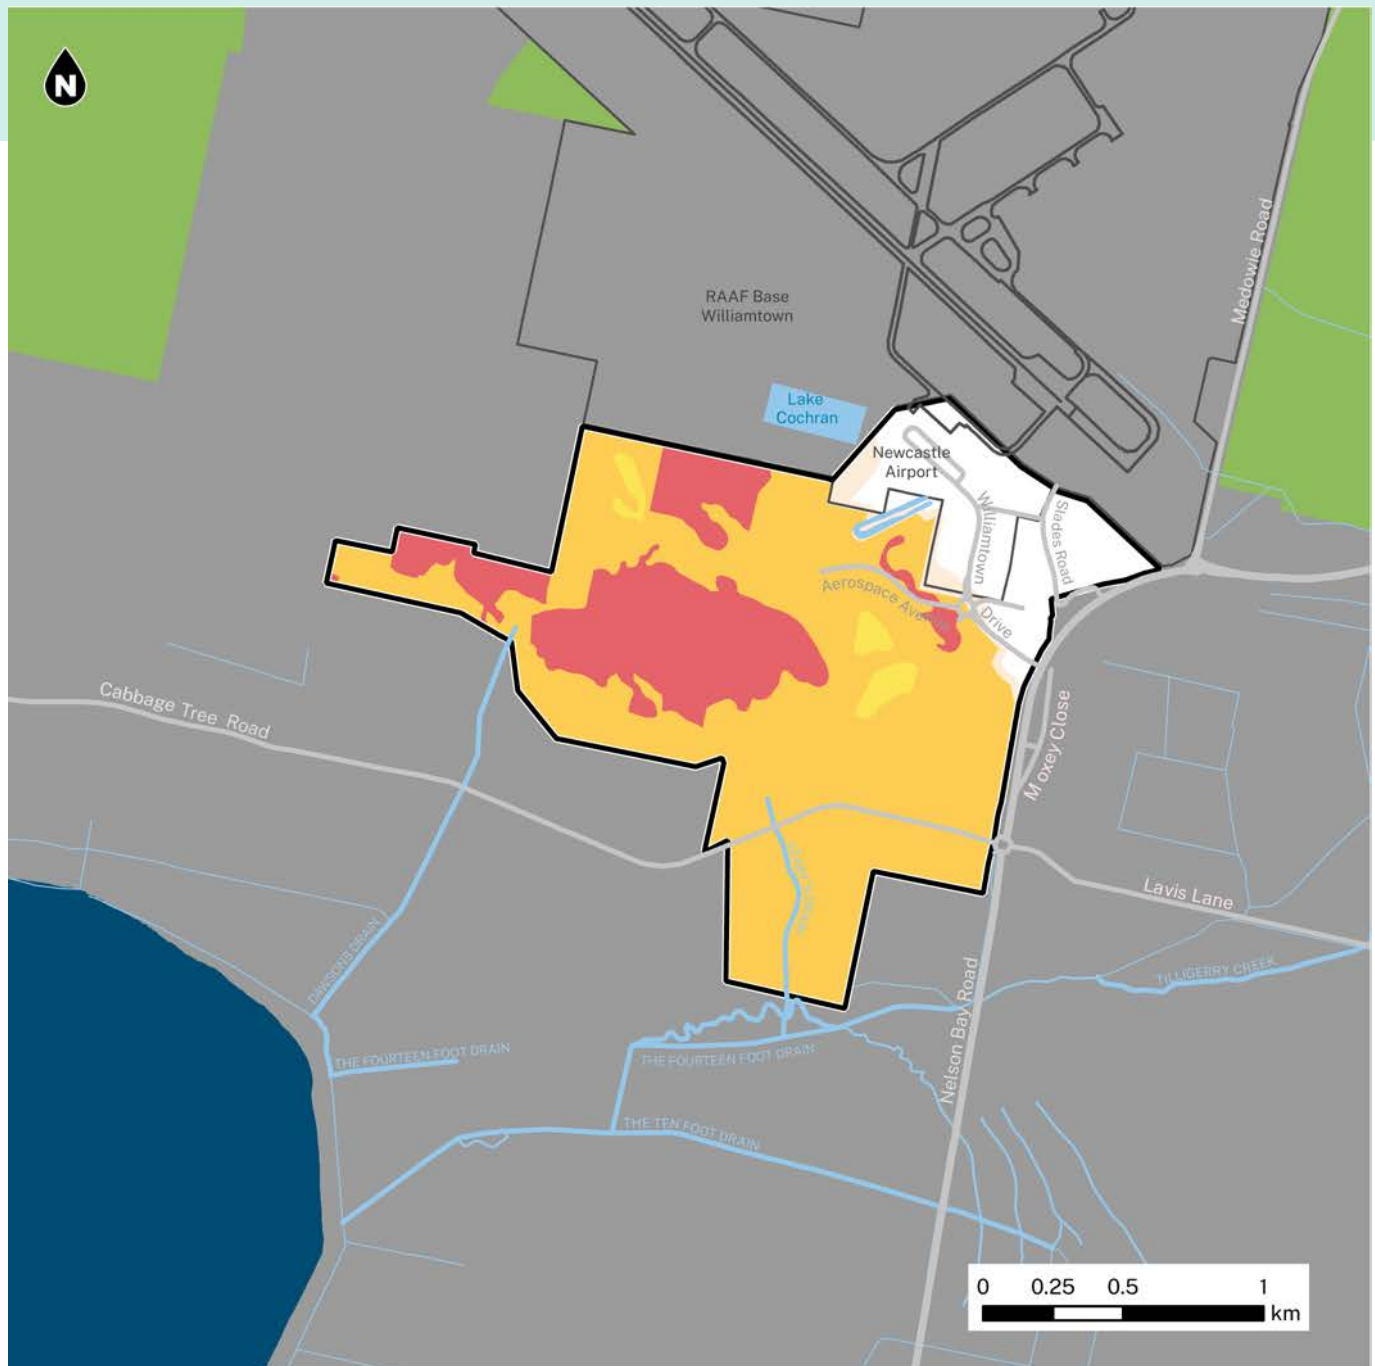 N
Medowie Road
RAAF Base
Williamtown
Lake
Cochran
Newcastle
Airport
Williamtown
Slades Road
Aerospace Avenue
Drive
Cabbage Tree Road
Moxey Close
Lavis Lane
DAWSONS DRAIN
TILLIGERRY CREEK
Nelson Bay Road
THE FOURTEEN FOOT DRAIN
THE FOURTEEN FOOT DRAIN
THE TEN FOOT DRAIN
0 0.25 0.5 1
km